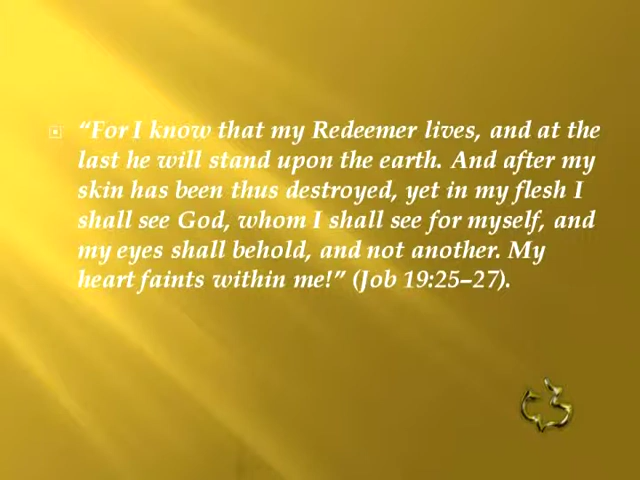 “For I know that my Redeemer lives, and at the
last he will stand upon the earth. And after my
skin has been thus destroyed, yet in my flesh I
shall see God, whom I shall see for myself, and
my eyes shall behold, and not another. My
heart faints within me!” (Job 19:25–27).